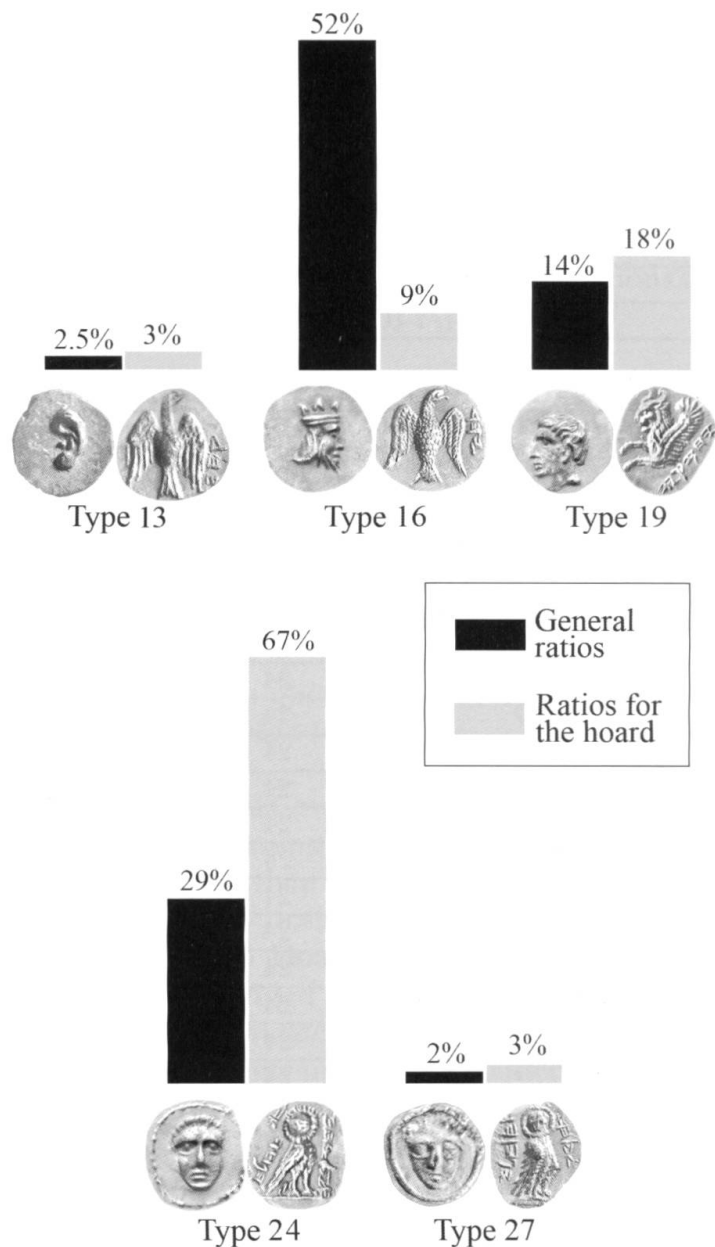 52%
18%
14%
9%
2.5%
3%
Type 13
Type 16
Type 19
General
ratios
Ratios for
the hoard
67%
29%
2%
3%
Type 24
Type 27